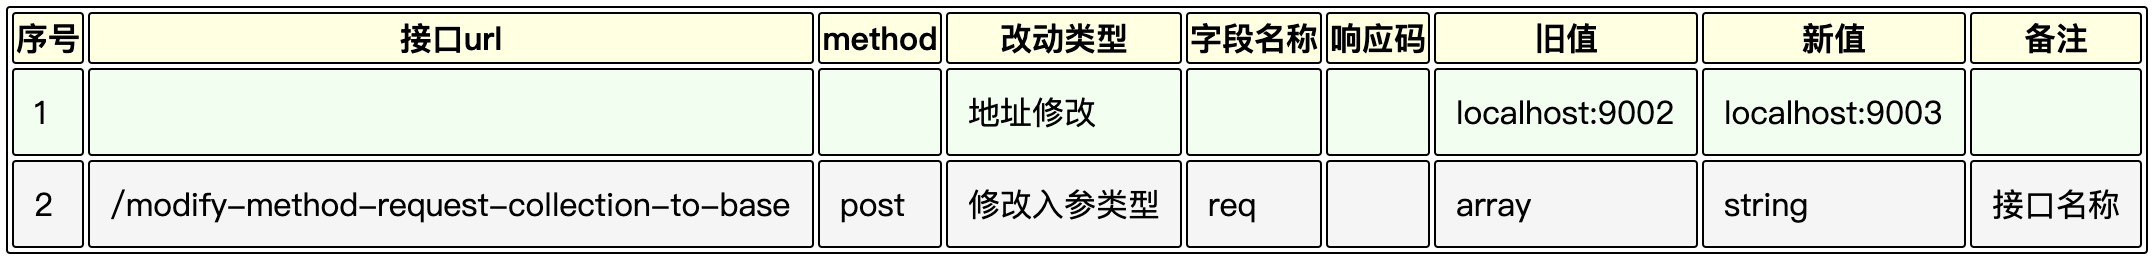 序号 接口url method 改动类型 字段名称 响应码 旧值 新值 备注
1 地址修改 localhost:9002 localhost:9003
2 /modify-method-request-collection-to-base post 修改入参类型 req array string 接口名称